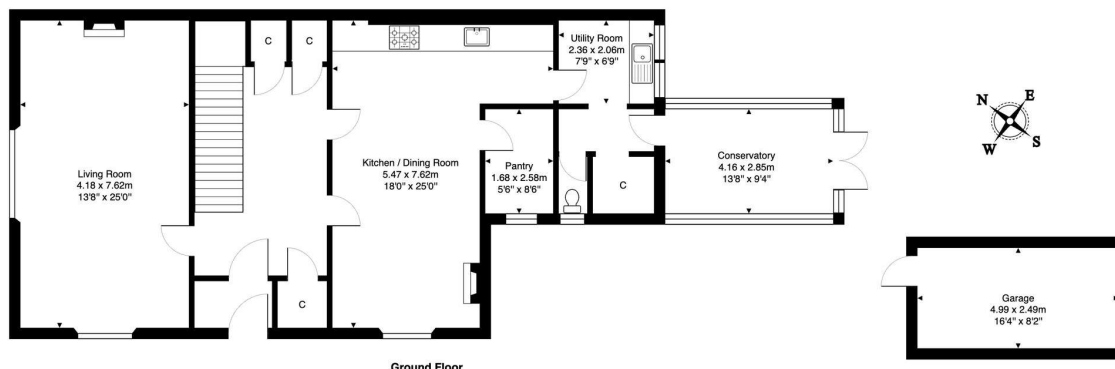 Living Room
4.18 x 7.62m
13'8" x 25'0"
C
C
C
Kitchen / Dining Room
5.47 x 7.62m
18'0" x 25'0"
Utility Room
2.36 x 2.06m
7'9" x 6'9"
Pantry
1.68 x 2.58m
5'6" x 8'6"
C
Conservatory
4.16 x 2.85m
13'8" x 9'4"
N
E
W
S
Garage
4.99 x 2.49m
16'4" x 8'2"
Ground Floor